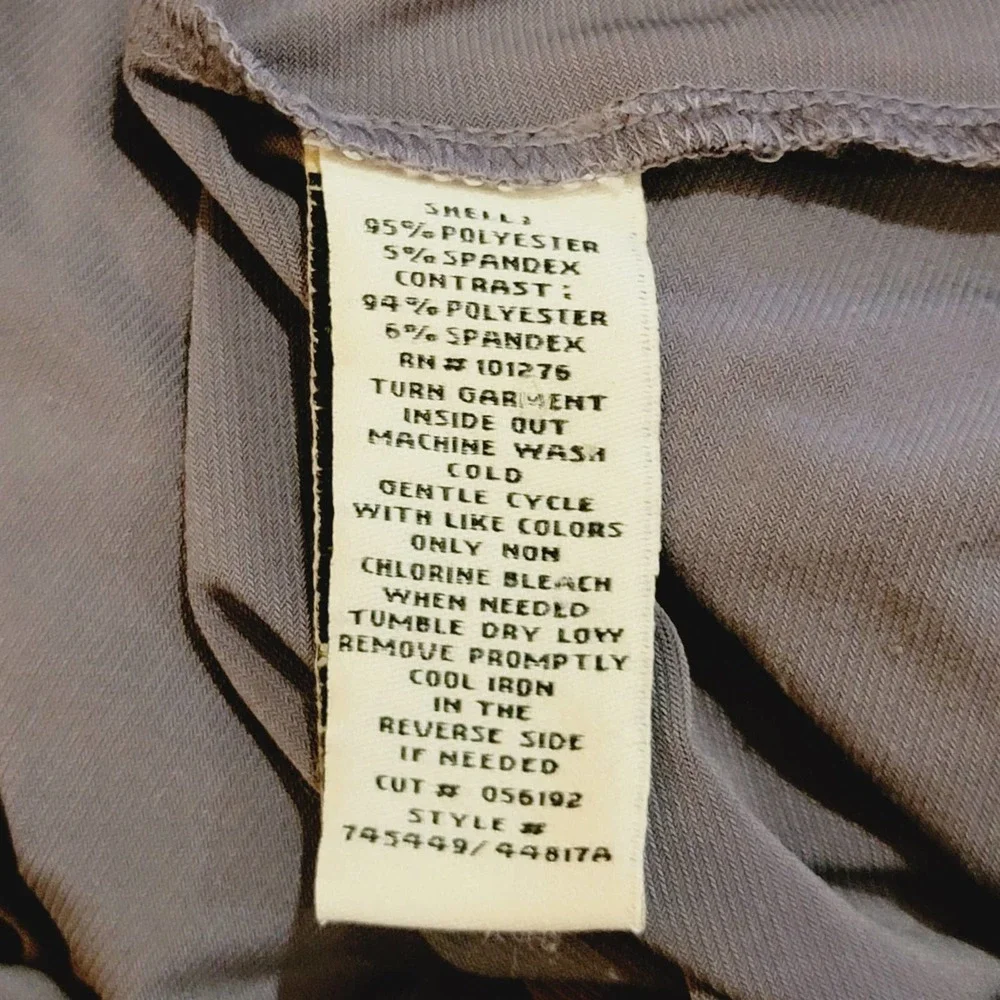 SHELL:
95% POLYESTER
5% SPANDEX
CONTRAST:
94% POLYESTER
6% SPANDEX
RN # 101276
TURN GARMENT
INSIDE OUT
MACHINE WASH
COLD
GENTLE CYCLE
WITH LIKE COLORS
ONLY NON
CHLORINE BLEACH
WHEN NEEDED
TUMBLE DRY LOW
REMOVE PROMPTLY
COOL IRON
IN THE
REVERSE SIDE
IF NEEDED
CUT # 056192
STYLE #
745449/44817A